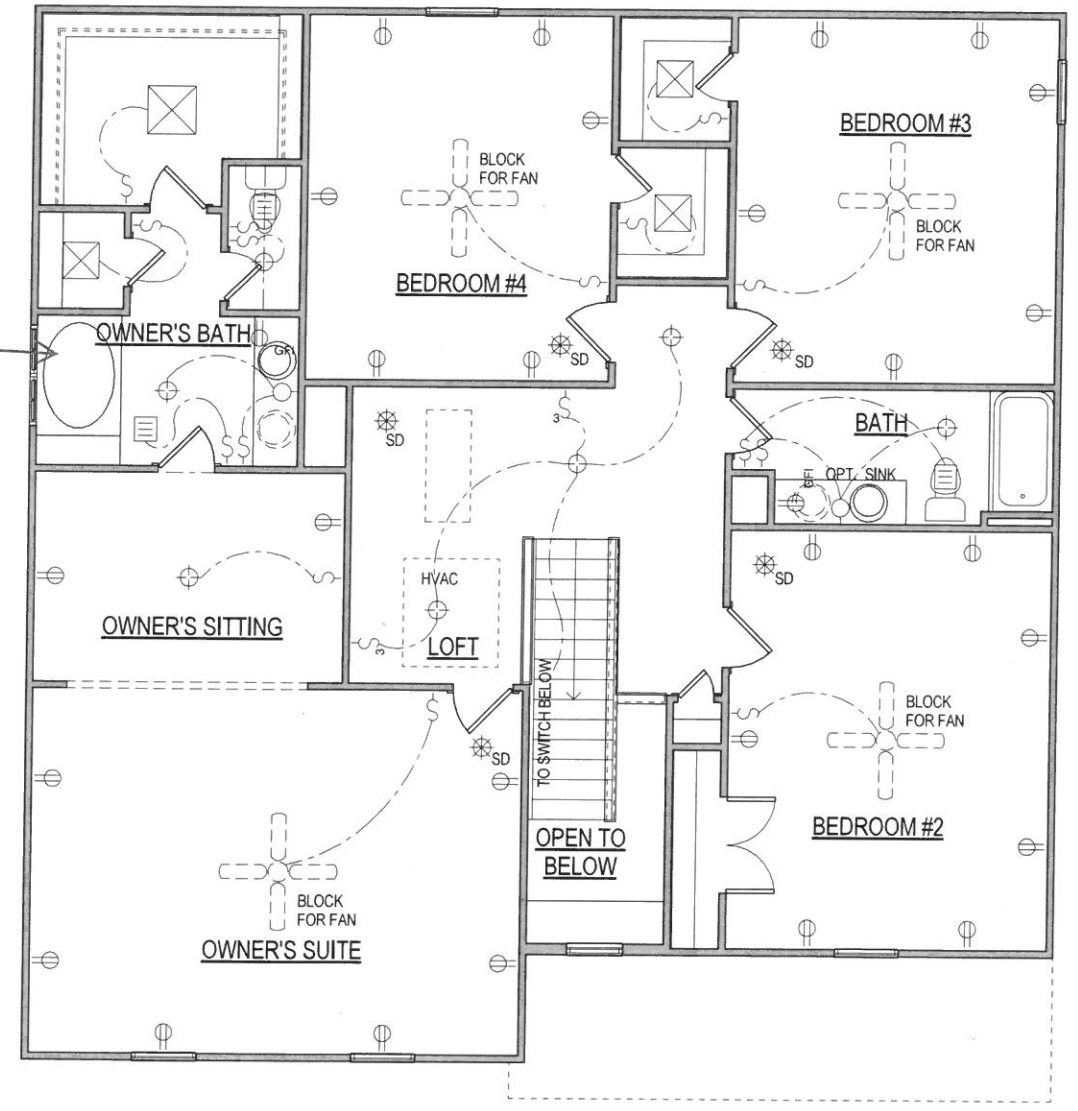 BEDROOM #3
BLOCK
FOR FAN
BLOCK
FOR FAN
BEDROOM #4
OWNER'S BATH
GFI
SD
SD
SD
3
BATH
GFI
OPT. SINK
SD
HVAC
LOFT
3
OWNER'S SITTING
TO SWITCH BELOW
SD
BLOCK
FOR FAN
BEDROOM #2
OPEN TO
BELOW
BLOCK
FOR FAN
OWNER'S SUITE